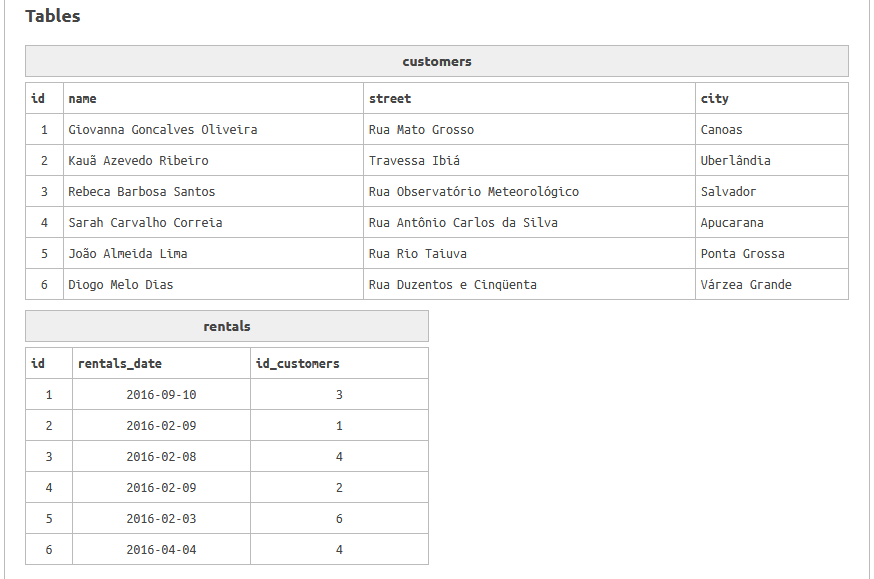 Tables
customers
id name street city
1 Giovanna Goncalves Oliveira Rua Mato Grosso Canoas
2 Kauã Azevedo Ribeiro Travessa Ibiá Uberlândia
3 Rebeca Barbosa Santos Rua Observatório Meteorológico Salvador
4 Sarah Carvalho Correia Rua Antônio Carlos da Silva Apucarana
5 João Almeida Lima Rua Rio Taiuva Ponta Grossa
6 Diogo Melo Dias Rua Duzentos e Cinqüenta Várzea Grande
rentals
id rentals_date id_customers
1 2016-09-10 3
2 2016-02-09 1
3 2016-02-08 4
4 2016-02-09 2
5 2016-02-03 6
6 2016-04-04 4